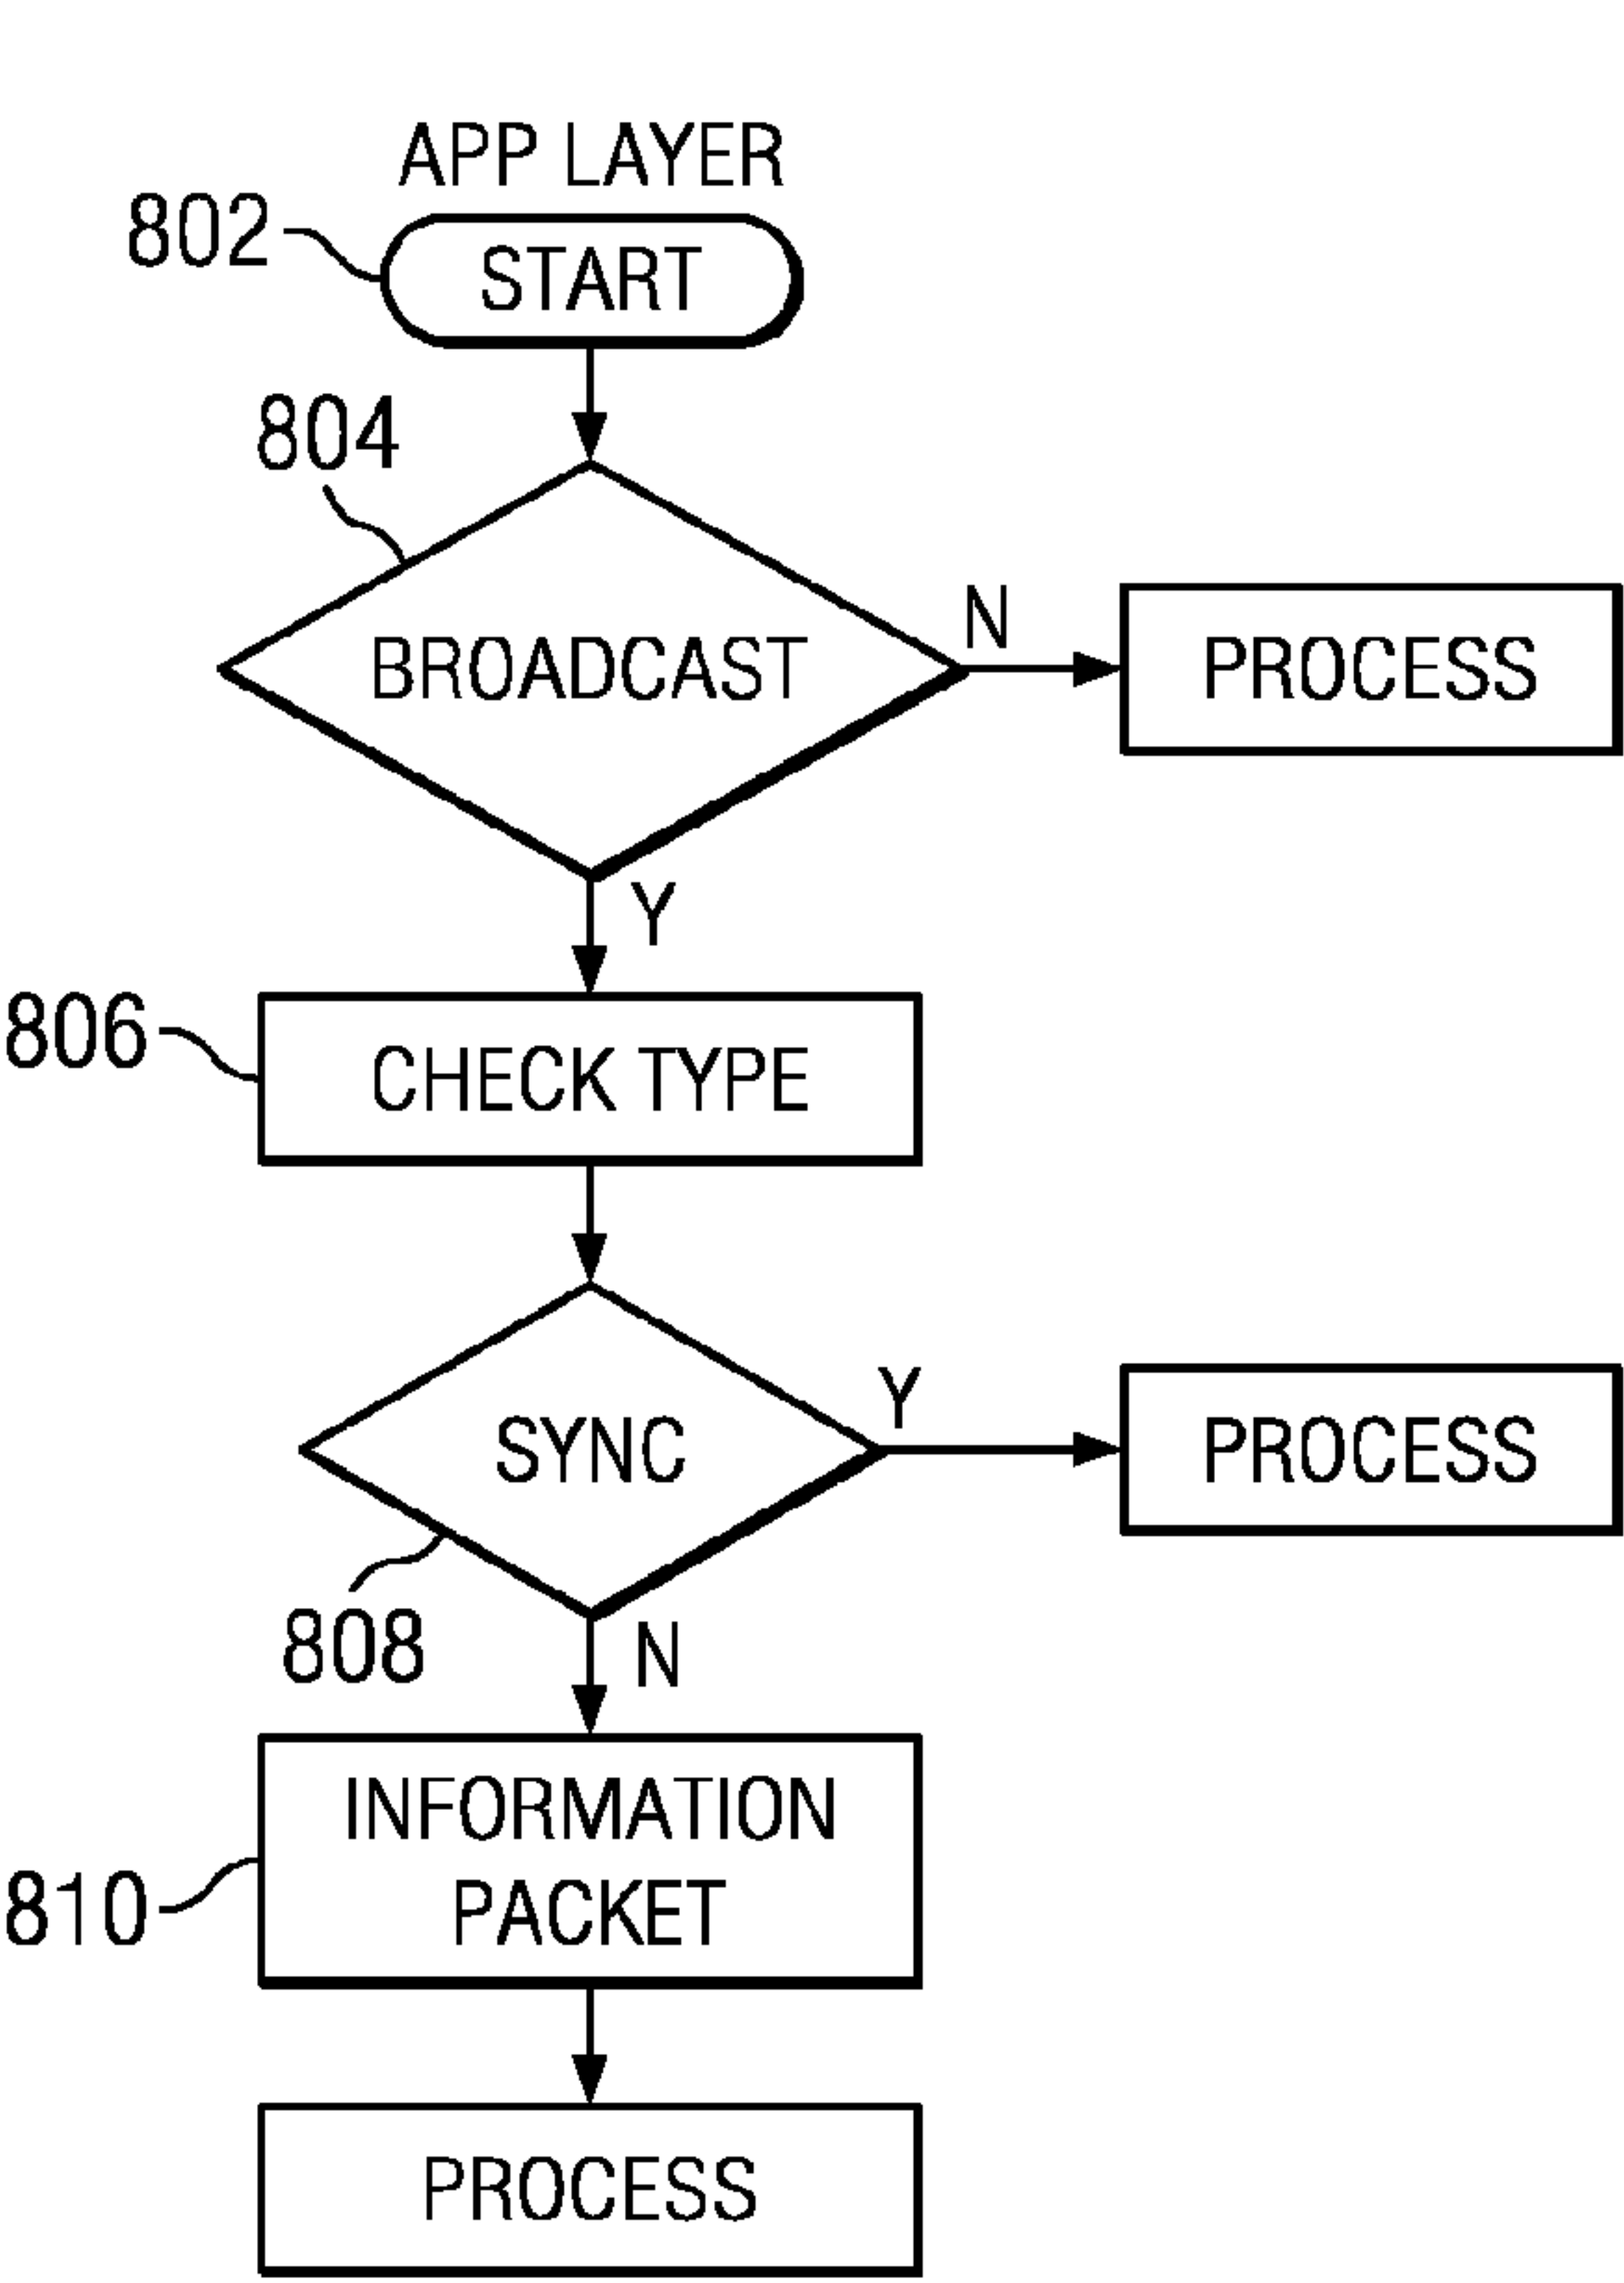 APP LAYER
802
START
804
BROADCAST
N
PROCESS
Y
806
CHECK TYPE
SYNC
Y
PROCESS
808
N
INFORMATION
PACKET
810
PROCESS